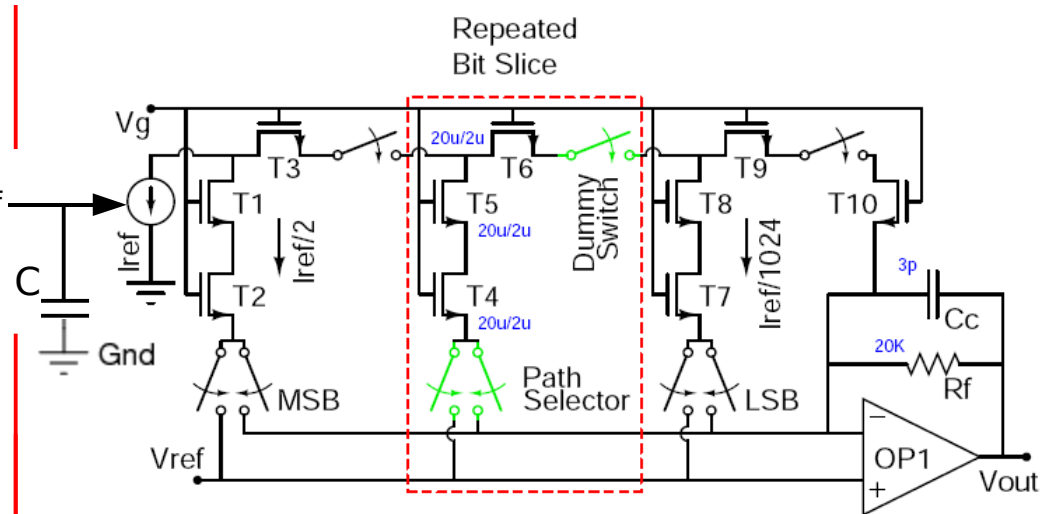 Repeated
Bit Slice
Vg
20u/2u
T3
T6
T9
T1
T5
T8
T10
20u/2u
Dummy
Switch
Iref
Iref/2
Iref/1024
C
T2
T4
T7
20u/2u
3p
Cc
Gnd
20K
Rf
MSB
Path
Selector
LSB
Vref
−
OP1
+
Vout